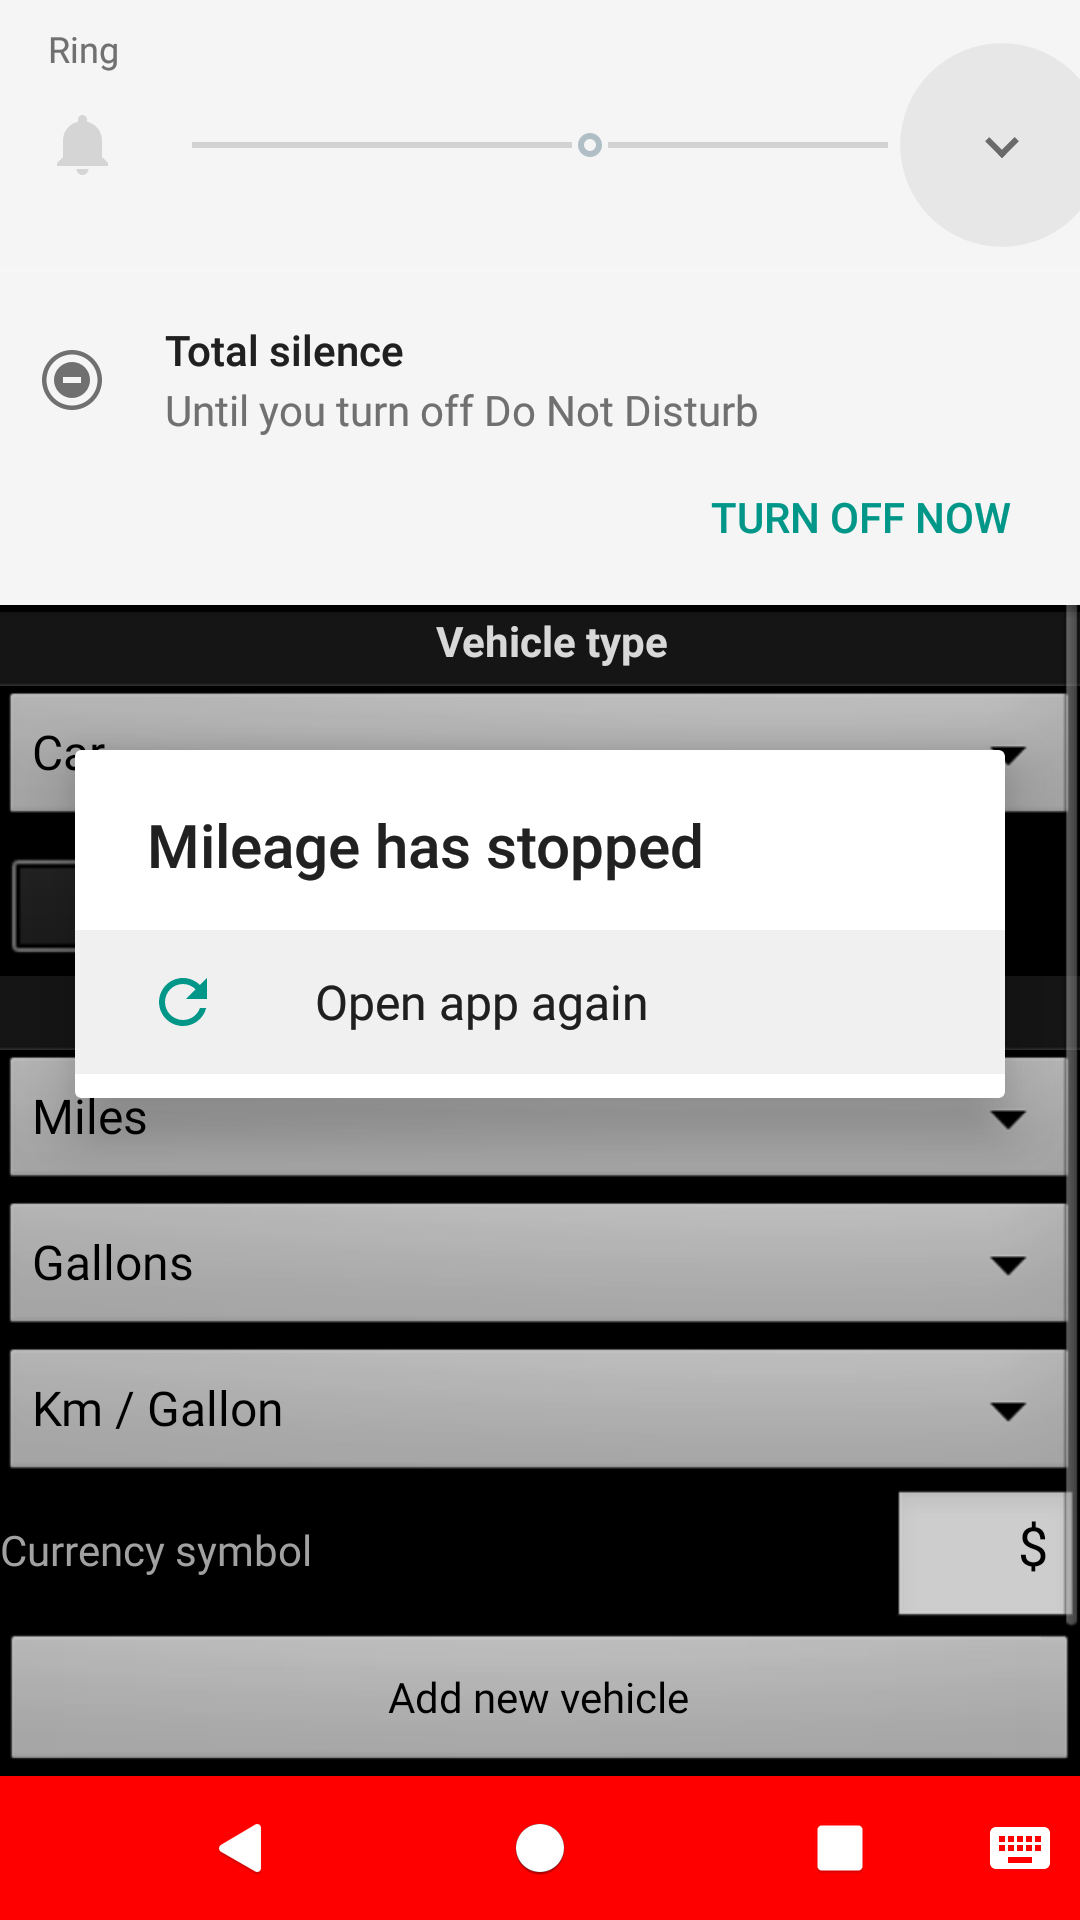 Ring
Total silence
Until you turn off Do Not Disturb
TURN OFF NOW
Vehicle type
Car
Mileage has stopped
Open app again
Miles
Gallons
Km / Gallon
Currency symbol
$
Add new vehicle